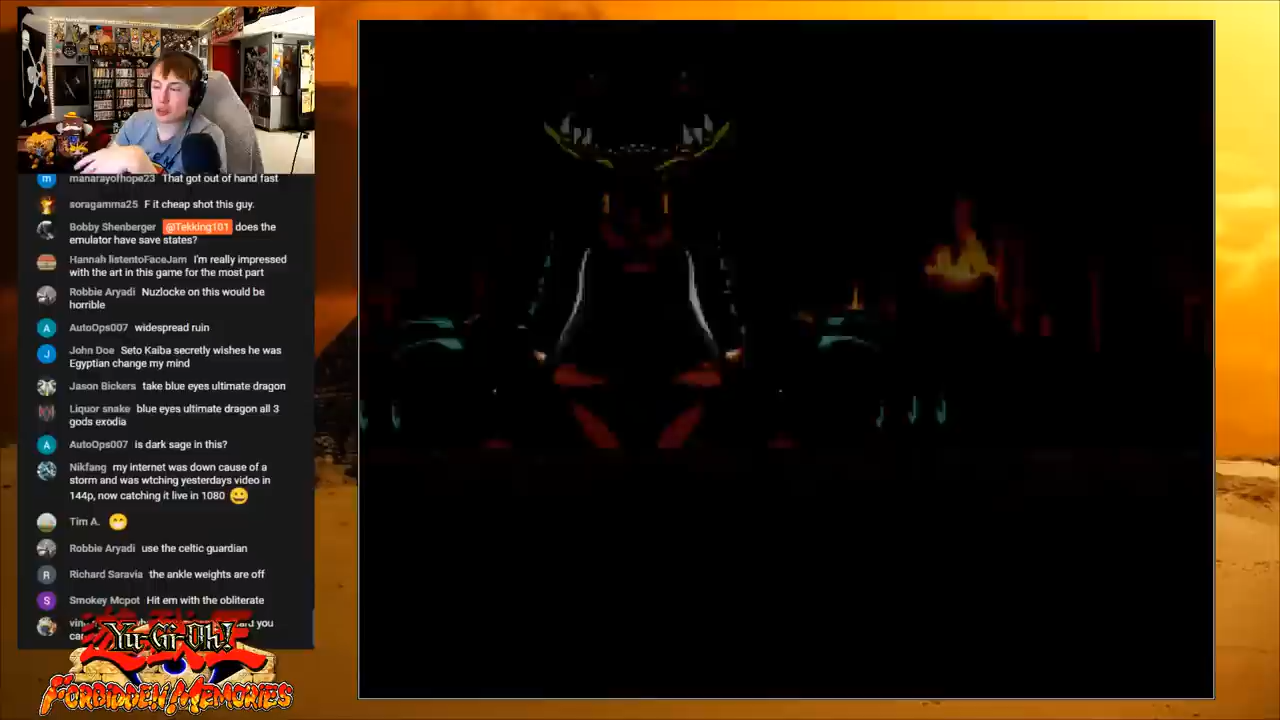 manarayofhope23 That got out of hand fast
soragamma25 F it cheap shot this guy.
Bobby Shenberger @Tekking101 does the
emulator have save states?
Hannah listentoFaceJam I'm really impressed
with the art in this game for the most part
Robbie Aryadi Nuzlocke on this would be
horrible
AutoOps007 widespread ruin
John Doe Seto Kaiba secretly wishes he was
Egyptian change my mind
Jason Bickers take blue eyes ultimate dragon
Liquor snake blue eyes ultimate dragon all 3
gods exodia
AutoOps007 is dark sage in this?
Nikfang my internet was down cause of a
storm and was wtching yesterdays video in
144p, now catching it live in 1080
Tim A.
Robbie Aryadi use the celtic guardian
Richard Saravia the ankle weights are off
Smokey Mcpot Hit em with the obliterate
you
Yu-Gi-Oh!
FORBIDDEN MEMORIES